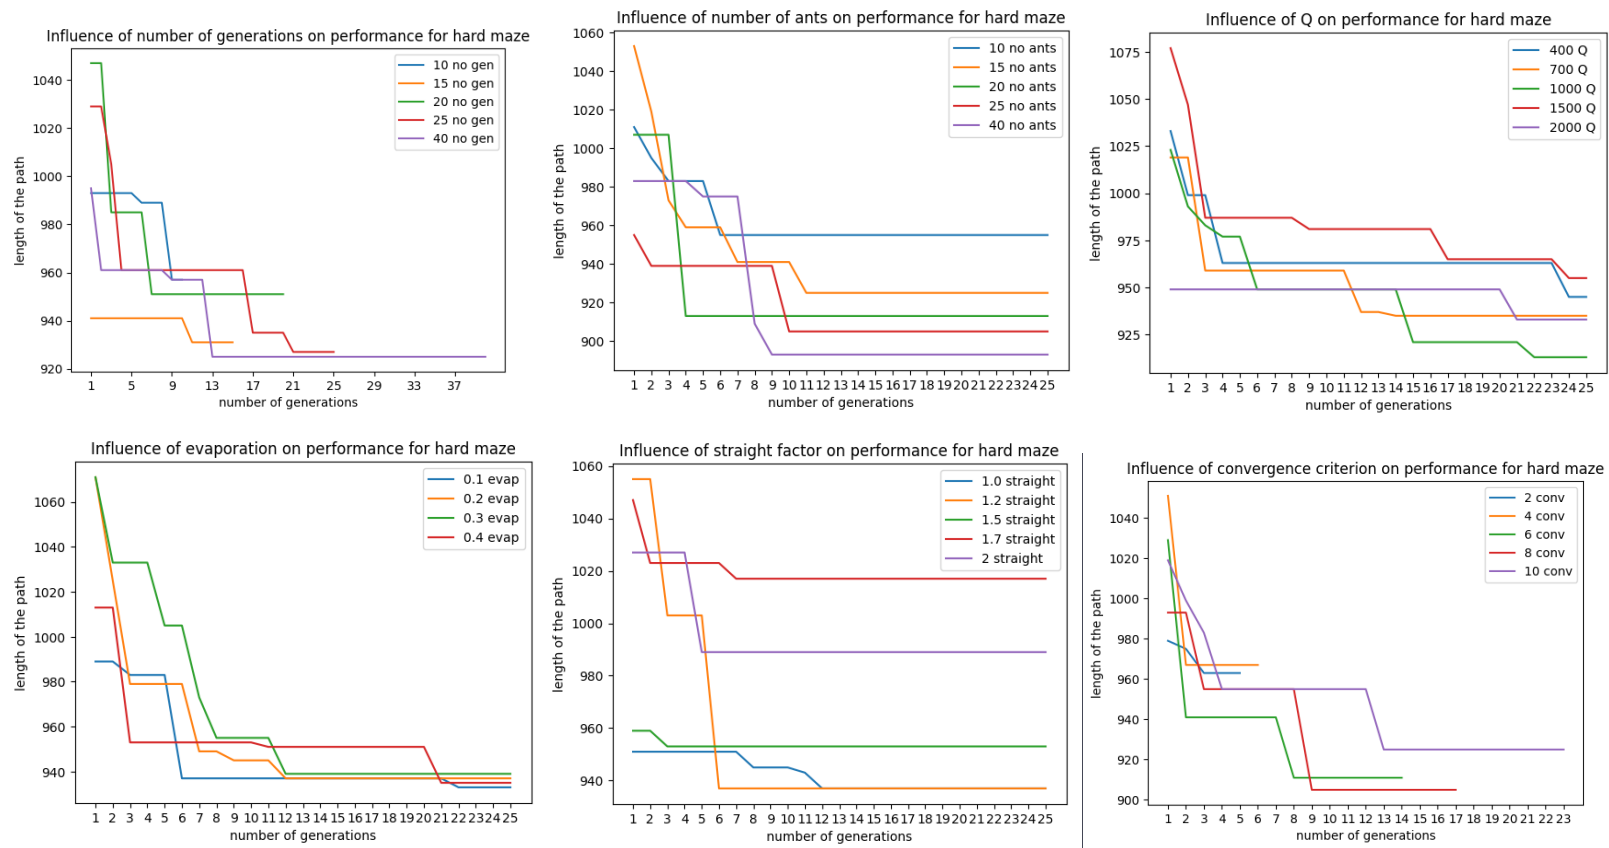 Influence of number of generations on performance for hard maze
length of the path
1040
1020
1000
980
960
940
920
10 no gen
15 no gen
20 no gen
25 no gen
40 no gen
1 5 9 13 17 21 25 29 33 37
number of generations
Influence of number of ants on performance for hard maze
length of the path
1060
1040
1020
1000
980
960
940
920
900
10 no ants
15 no ants
20 no ants
25 no ants
40 no ants
1 2 3 4 5 6 7 8 9 10 11 12 13 14 15 16 17 18 19 20 21 22 23 24 25
number of generations
Influence of Q on performance for hard maze
length of the path
1075
1050
1025
1000
975
950
925
400 Q
700 Q
1000 Q
1500 Q
2000 Q
1 2 3 4 5 6 7 8 9 10 11 12 13 14 15 16 17 18 19 20 21 22 23 24 25
number of generations
Influence of evaporation on performance for hard maze
length of the path
1060
1040
1020
1000
980
960
940
0.1 evap
0.2 evap
0.3 evap
0.4 evap
1 2 3 4 5 6 7 8 9 10 11 12 13 14 15 16 17 18 19 20 21 22 23 24 25
number of generations
Influence of straight factor on performance for hard maze
length of the path
1060
1040
1020
1000
980
960
940
1.0 straight
1.2 straight
1.5 straight
1.7 straight
2 straight
1 2 3 4 5 6 7 8 9 10 11 12 13 14 15 16 17 18 19 20 21 22 23 24 25
number of generations
Influence of convergence criterion on performance for hard maze
length of the path
1040
1020
1000
980
960
940
920
900
2 conv
4 conv
6 conv
8 conv
10 conv
1 2 3 4 5 6 7 8 9 10 11 12 13 14 15 16 17 18 19 20 21 22 23
number of generations